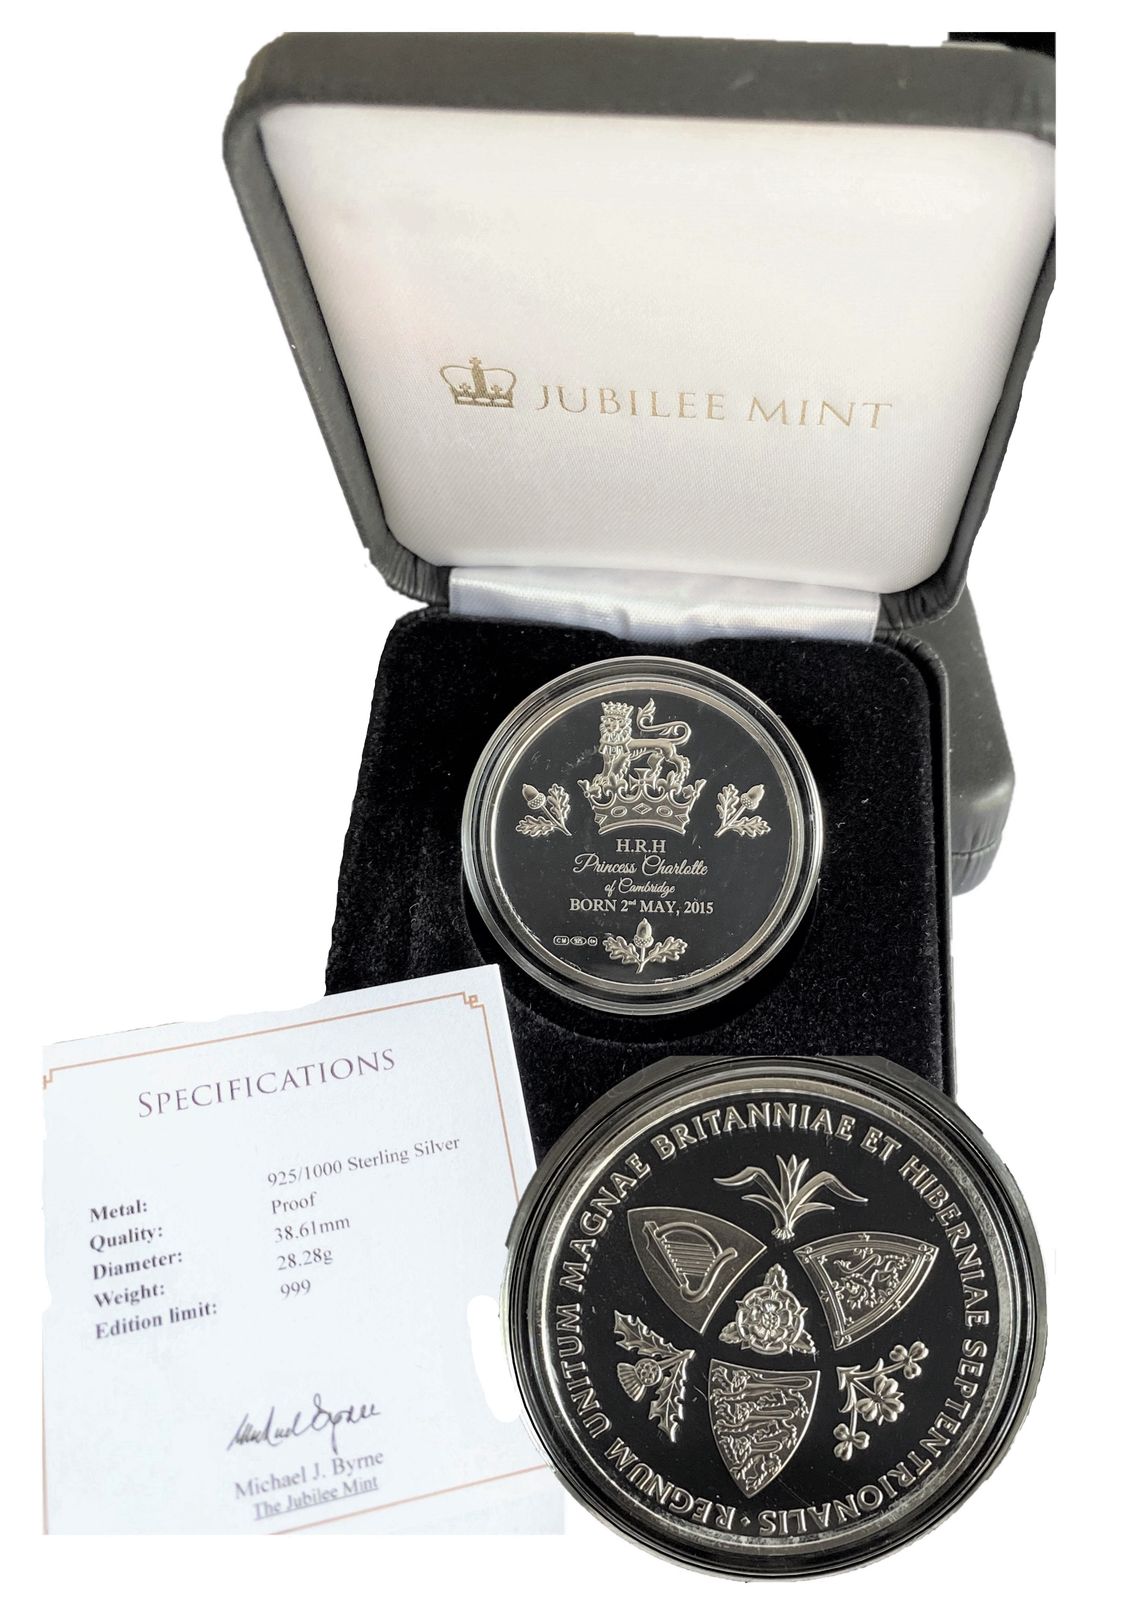 JUBILEE MINT
H.R.H
Princess Charlotte
of Cambridge
BORN 2nd MAY, 2015
925
SPECIFICATIONS
Metal: 925/1000 Sterling Silver
Quality: Proof
Diameter: 38.61mm
Weight: 28.28g
Edition limit: 999
Michael J. Byrne
The Jubilee Mint
REGNUM UNITUM MAGNAE BRITANNIAE ET HIBERNIAE SEPTENTRIONALIS ·